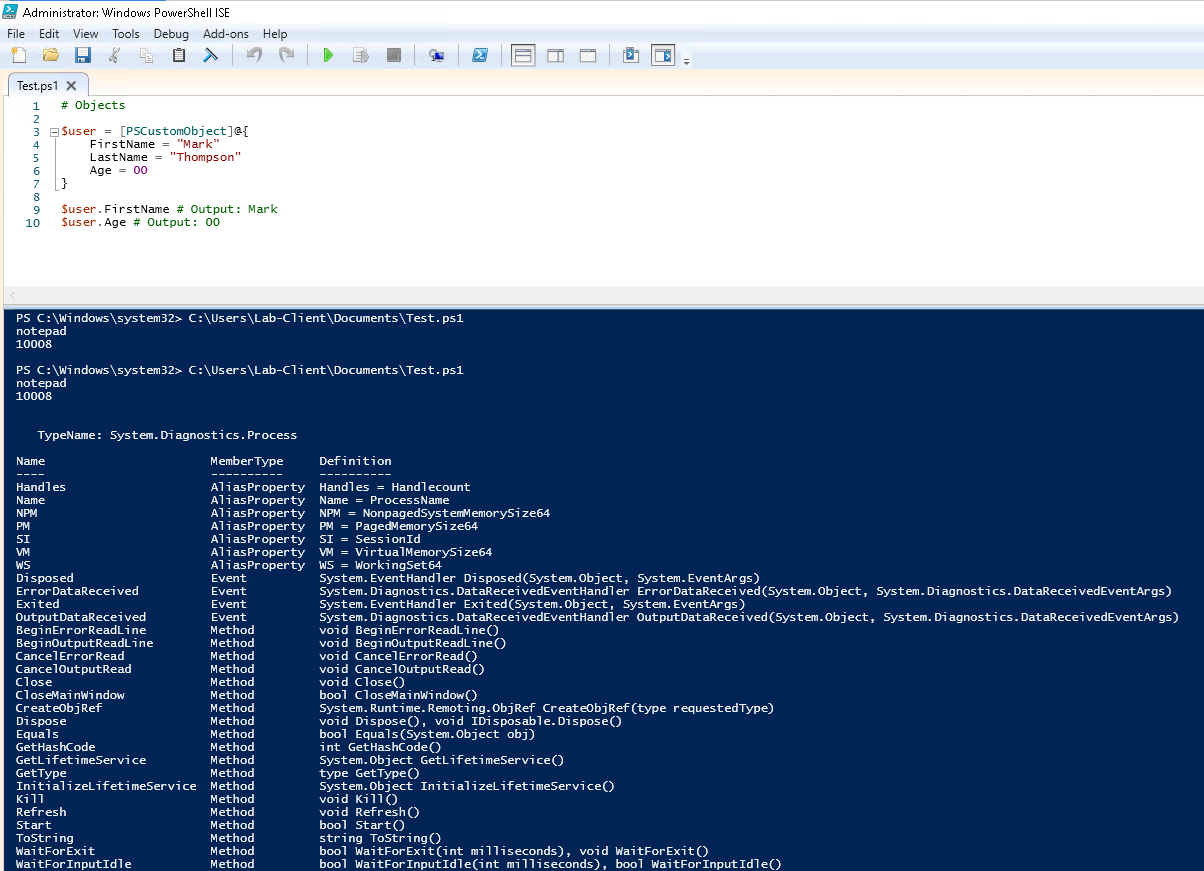 Administrator: Windows PowerShell ISE
File Edit View Tools Debug Add-ons Help
Test.ps1
1 # Objects
2
3 $user = [PSCustomObject]@{
4 FirstName = "Mark"
5 LastName = "Thompson"
6 Age = 00
7 }
8
9 $user.FirstName # Output: Mark
10 $user.Age # Output: 00
PS C:\Windows\system32> C:\Users\Lab-Client\Documents\Test.ps1
notepad
10008
PS C:\Windows\system32> C:\Users\Lab-Client\Documents\Test.ps1
notepad
10008
TypeName: System.Diagnostics.Process
Name MemberType Definition
---- ---------- ----------
Handles AliasProperty Handles = Handlecount
Name AliasProperty Name = ProcessName
NPM AliasProperty NPM = NonpagedSystemMemorySize64
PM AliasProperty PM = PagedMemorySize64
SI AliasProperty SI = SessionId
VM AliasProperty VM = VirtualMemorySize64
WS AliasProperty WS = WorkingSet64
Disposed Event System.EventHandler Disposed(System.Object, System.EventArgs)
ErrorDataReceived Event System.Diagnostics.DataReceivedEventHandler ErrorDataReceived(System.Object, System.Diagnostics.DataReceivedEventArgs)
Exited Event System.EventHandler Exited(System.Object, System.EventArgs)
OutputDataReceived Event System.Diagnostics.DataReceivedEventHandler OutputDataReceived(System.Object, System.Diagnostics.DataReceivedEventArgs)
BeginErrorReadLine Method void BeginErrorReadLine()
BeginOutputReadLine Method void BeginOutputReadLine()
CancelErrorRead Method void CancelErrorRead()
CancelOutputRead Method void CancelOutputRead()
Close Method void Close()
CloseMainWindow Method bool CloseMainWindow()
CreateObjRef Method System.Runtime.Remoting.ObjRef CreateObjRef(type requestedType)
Dispose Method void Dispose(), void IDisposable.Dispose()
Equals Method bool Equals(System.Object obj)
GetHashCode Method int GetHashCode()
GetLifetimeService Method System.Object GetLifetimeService()
GetType Method type GetType()
InitializeLifetimeService Method System.Object InitializeLifetimeService()
Kill Method void Kill()
Refresh Method void Refresh()
Start Method bool Start()
ToString Method string ToString()
WaitForExit Method bool WaitForExit(int milliseconds), void WaitForExit()
WaitForInputIdle Method bool WaitForInputIdle(int milliseconds), bool WaitForInputIdle()